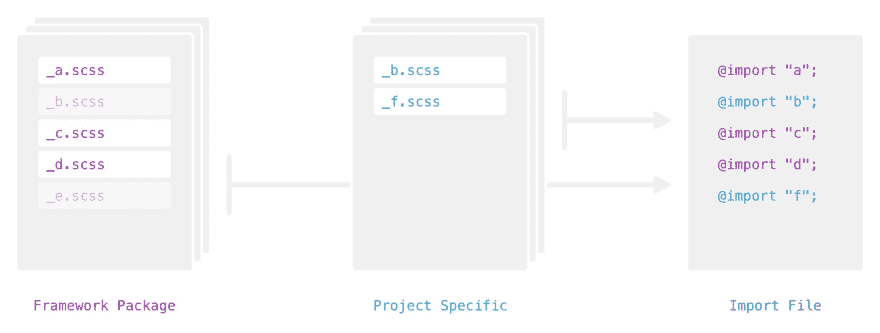 _a.scss
_b.scss
_c.scss
_d.scss
_e.scss
Framework Package
_b.scss
_f.scss
Project Specific
@import "a";
@import "b";
@import "c";
@import "d";
@import "f";
Import File